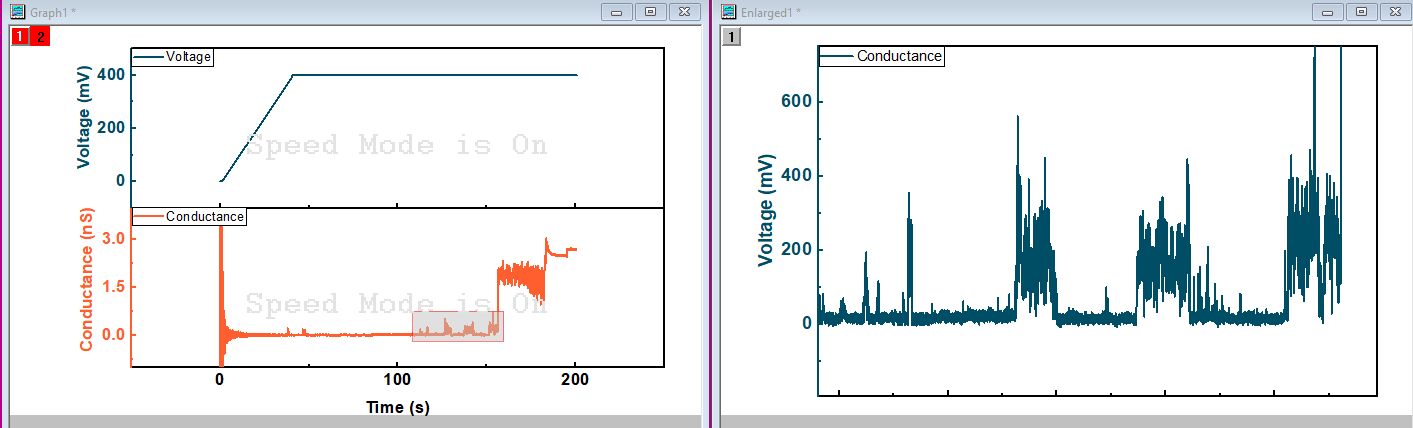 Graph1 *
1 2
Voltage
Voltage (mV)
400
200
0
Speed Mode is On
Conductance
Conductance (nS)
3.0
1.5
0.0
Speed Mode is On
0 100 200
Time (s)
Enlarged1 *
1
Conductance
Voltage (mV)
600
400
200
0